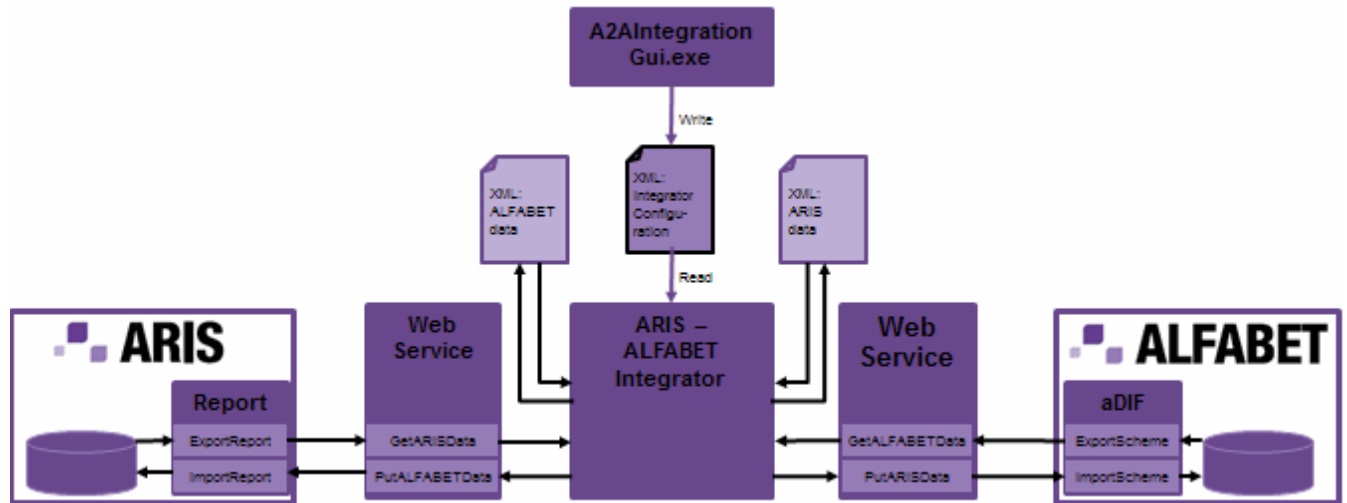 A2AIntegration
Gui.exe
Write
XML:
ALFABET
data
XML:
Integrator
Configu-
ration
XML:
ARIS
data
Read
ARIS
Report
ExportReport
ImportReport
Web
Service
GetARISData
PutALFABETData
ARIS –
ALFABET
Integrator
Web
Service
GetALFABETData
PutARISData
ALFABET
aDIF
ExportScheme
ImportScheme